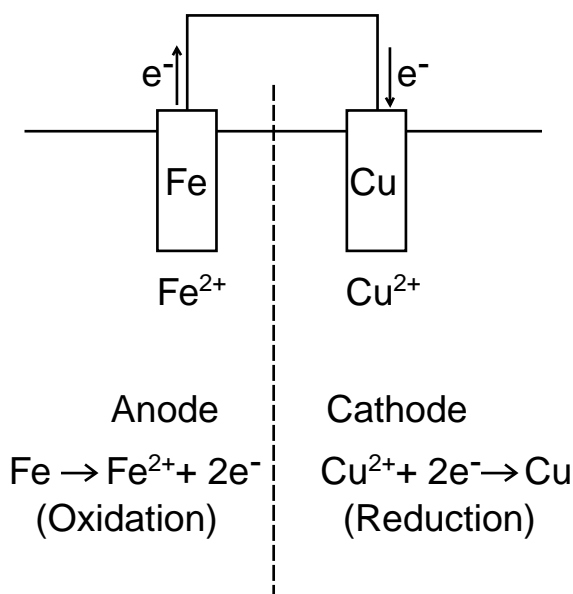 e⁻ e⁻
Fe Cu
Fe²⁺ Cu²⁺
Anode Cathode
Fe → Fe²⁺ + 2e⁻ Cu²⁺ + 2e⁻ → Cu
(Oxidation) (Reduction)